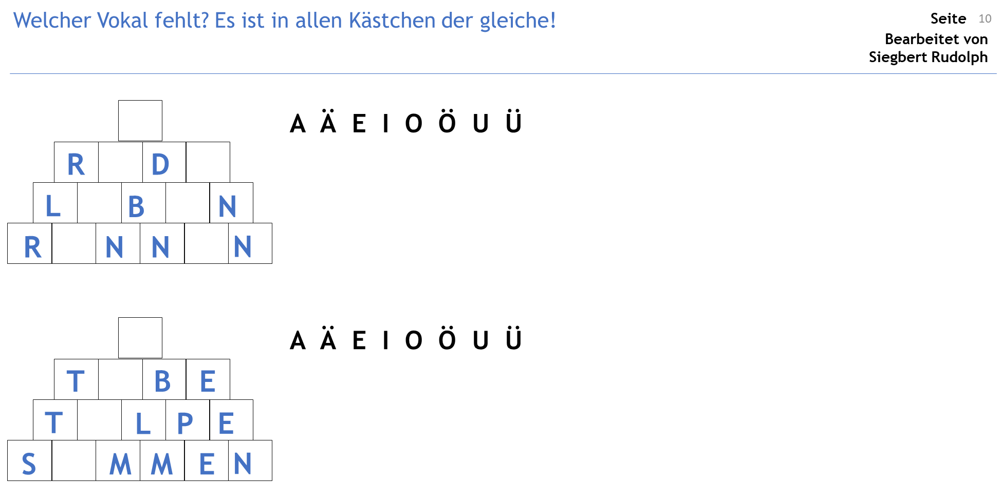 Welcher Vokal fehlt? Es ist in allen Kästchen der gleiche!
Seite 10
Bearbeitet von
Siegbert Rudolph
A Ä E I O Ö U Ü
R D
L B N
R N N N
A Ä E I O Ö U Ü
T B E
T L P E
S M M E N